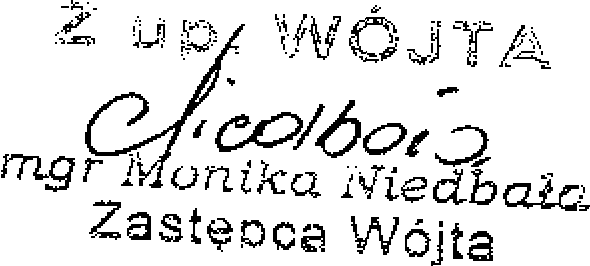 Z up. WÓJTA
mgr Monika Niedbała
Zastępca Wójta